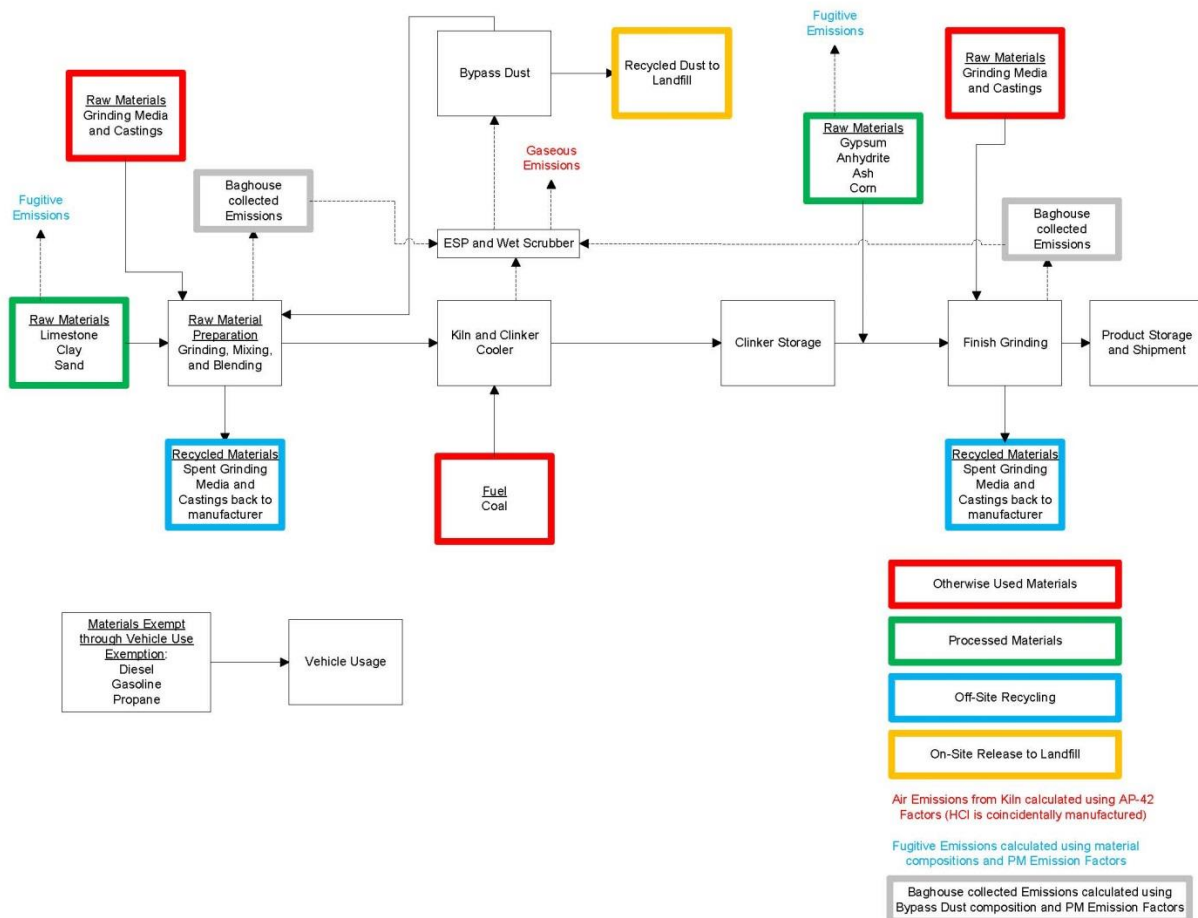 Fugitive
Emissions
Raw Materials
Grinding Media
and Castings
Bypass Dust
Recycled Dust to
Landfill
Raw Materials
Grinding Media
and Castings
Gaseous
Emissions
Raw Materials
Gypsum
Anhydrite
Ash
Corn
Fugitive
Emissions
Baghouse
collected
Emissions
ESP and Wet Scrubber
Baghouse
collected
Emissions
Raw Materials
Limestone
Clay
Sand
Raw Material
Preparation
Grinding, Mixing,
and Blending
Kiln and Clinker
Cooler
Clinker Storage
Finish Grinding
Product Storage
and Shipment
Recycled Materials
Spent Grinding
Media and
Castings back to
manufacturer
Fuel
Coal
Recycled Materials
Spent Grinding
Media and
Castings back to
manufacturer
Materials Exempt
through Vehicle Use
Exemption:
Diesel
Gasoline
Propane
Vehicle Usage
Otherwise Used Materials
Processed Materials
Off-Site Recycling
On-Site Release to Landfill
Air Emissions from Kiln calculated using AP-42
Factors (HCl is coincidentally manufactured)
Fugitive Emissions calculated using material
compositions and PM Emission Factors
Baghouse collected Emissions calculated using
Bypass Dust composition and PM Emission Factors